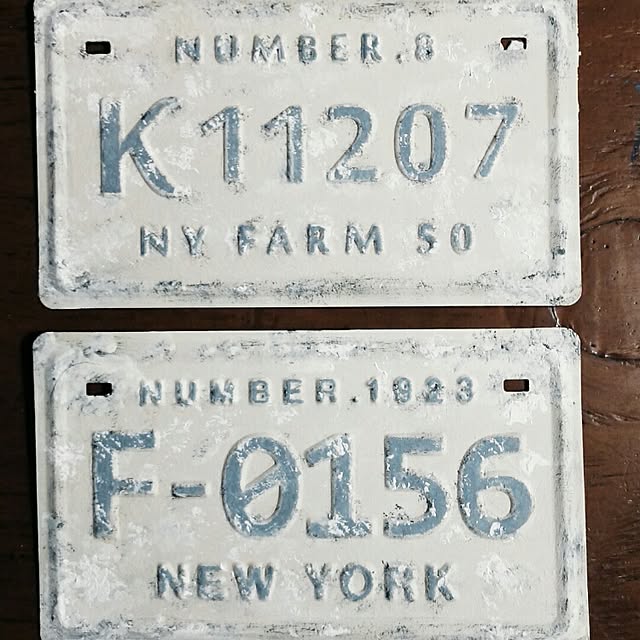 NUMBER.8
K11207
NY FARM 50
NUMBER.1923
F-0156
NEW YORK